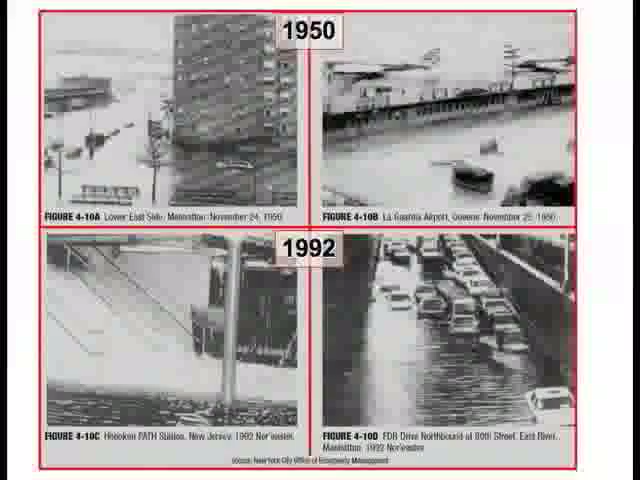 1950
FIGURE 4-10A Lower East Side, Manhattan: November 24, 1950.
FIGURE 4-10B La Guardia Airport, Queens: November 25, 1950.
1992
FIGURE 4-10C Hoboken PATH Station, New Jersey, 1992 Nor'easter.
FIGURE 4-10D FDR Drive Northbound at 80th Street, East River,
Manhattan, 1992 Nor'easter
Source: New York City Office of Emergency Management